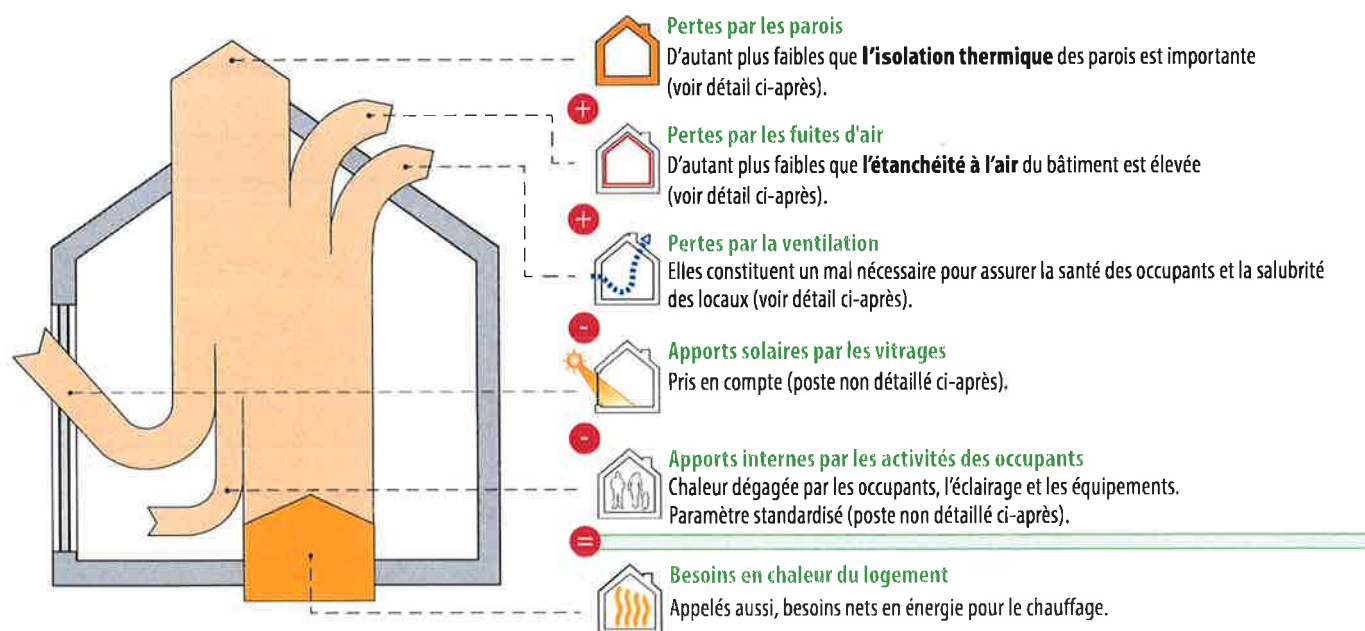 Pertes par les parois
D'autant plus faibles que l'isolation thermique des parois est importante
(voir détail ci-après).
+
Pertes par les fuites d'air
D'autant plus faibles que l'étanchéité à l'air du bâtiment est élevée
(voir détail ci-après).
+
Pertes par la ventilation
Elles constituent un mal nécessaire pour assurer la santé des occupants et la salubrité
des locaux (voir détail ci-après).
-
Apports solaires par les vitrages
Pris en compte (poste non détaillé ci-après).
-
Apports internes par les activités des occupants
Chaleur dégagée par les occupants, l'éclairage et les équipements.
Paramètre standardisé (poste non détaillé ci-après).
=
Besoins en chaleur du logement
Appelés aussi, besoins nets en énergie pour le chauffage.